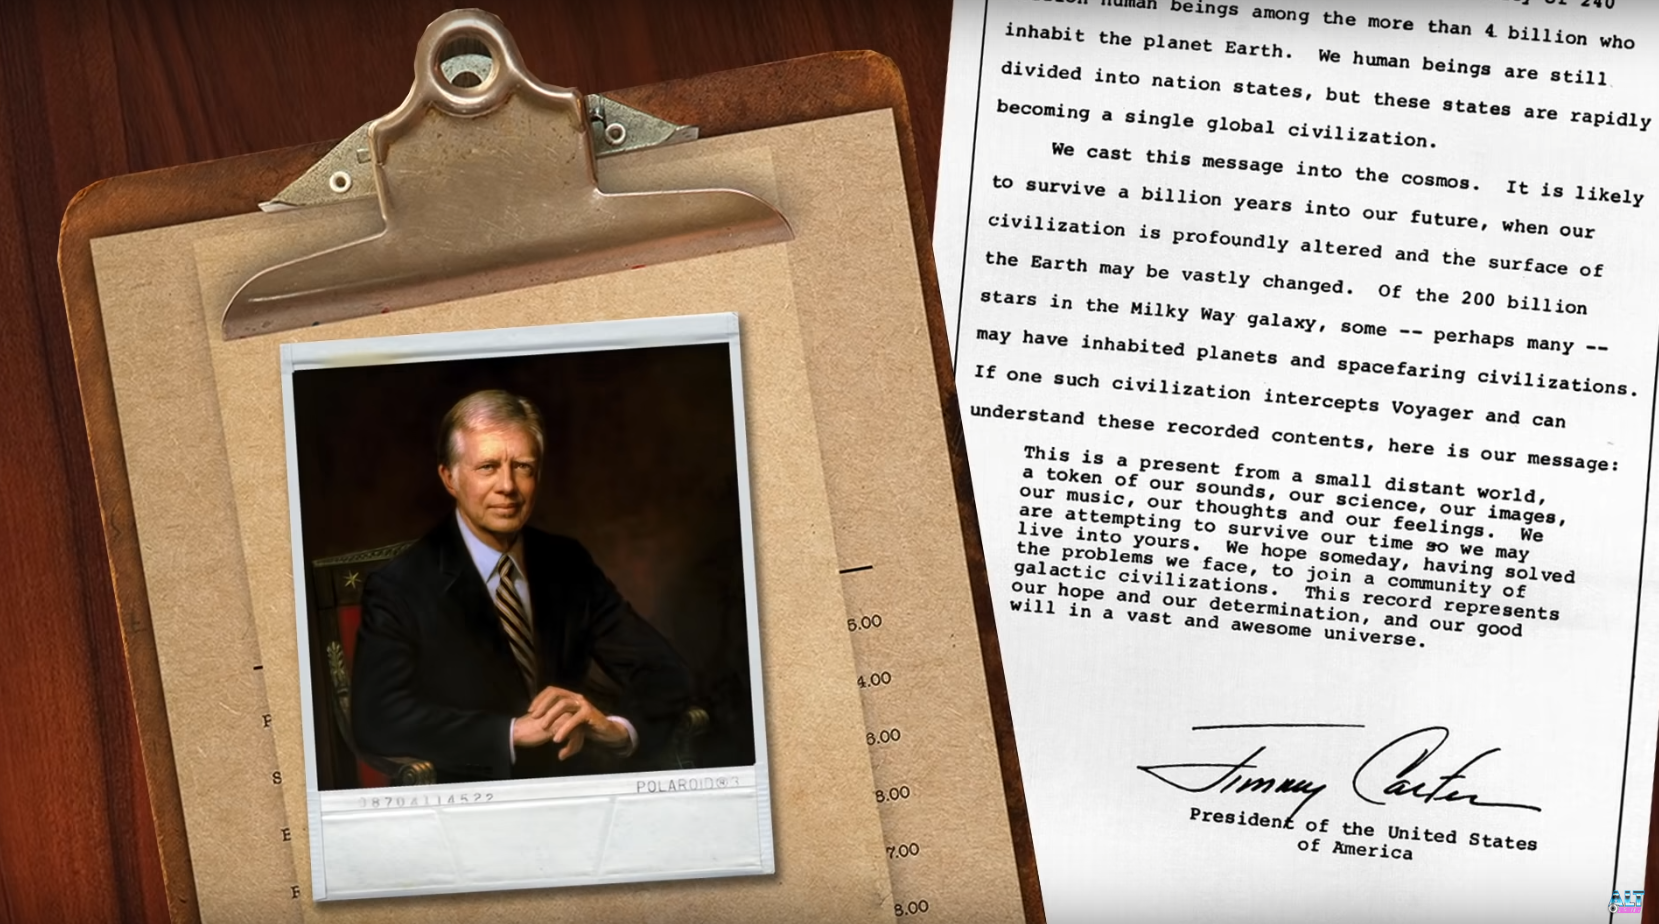 human beings among the more than 4 billion who
inhabit the planet Earth. We human beings are still
divided into nation states, but these states are rapidly
becoming a single global civilization.
We cast this message into the cosmos. It is likely
to survive a billion years into our future, when our
civilization is profoundly altered and the surface of
the Earth may be vastly changed. Of the 200 billion
stars in the Milky Way galaxy, some -- perhaps many --
may have inhabited planets and spacefaring civilizations.
If one such civilization intercepts Voyager and can
understand these recorded contents, here is our message:
This is a present from a small distant world,
a token of our sounds, our science, our images,
our music, our thoughts and our feelings. We
are attempting to survive our time so we may
live into yours. We hope someday, having solved
the problems we face, to join a community of
galactic civilizations. This record represents
our hope and our determination, and our good
will in a vast and awesome universe.
Jimmy Carter
President of the United States
of America
POLAROID®3
5.00
4.00
6.00
8.00
7.00
8.00
ALT